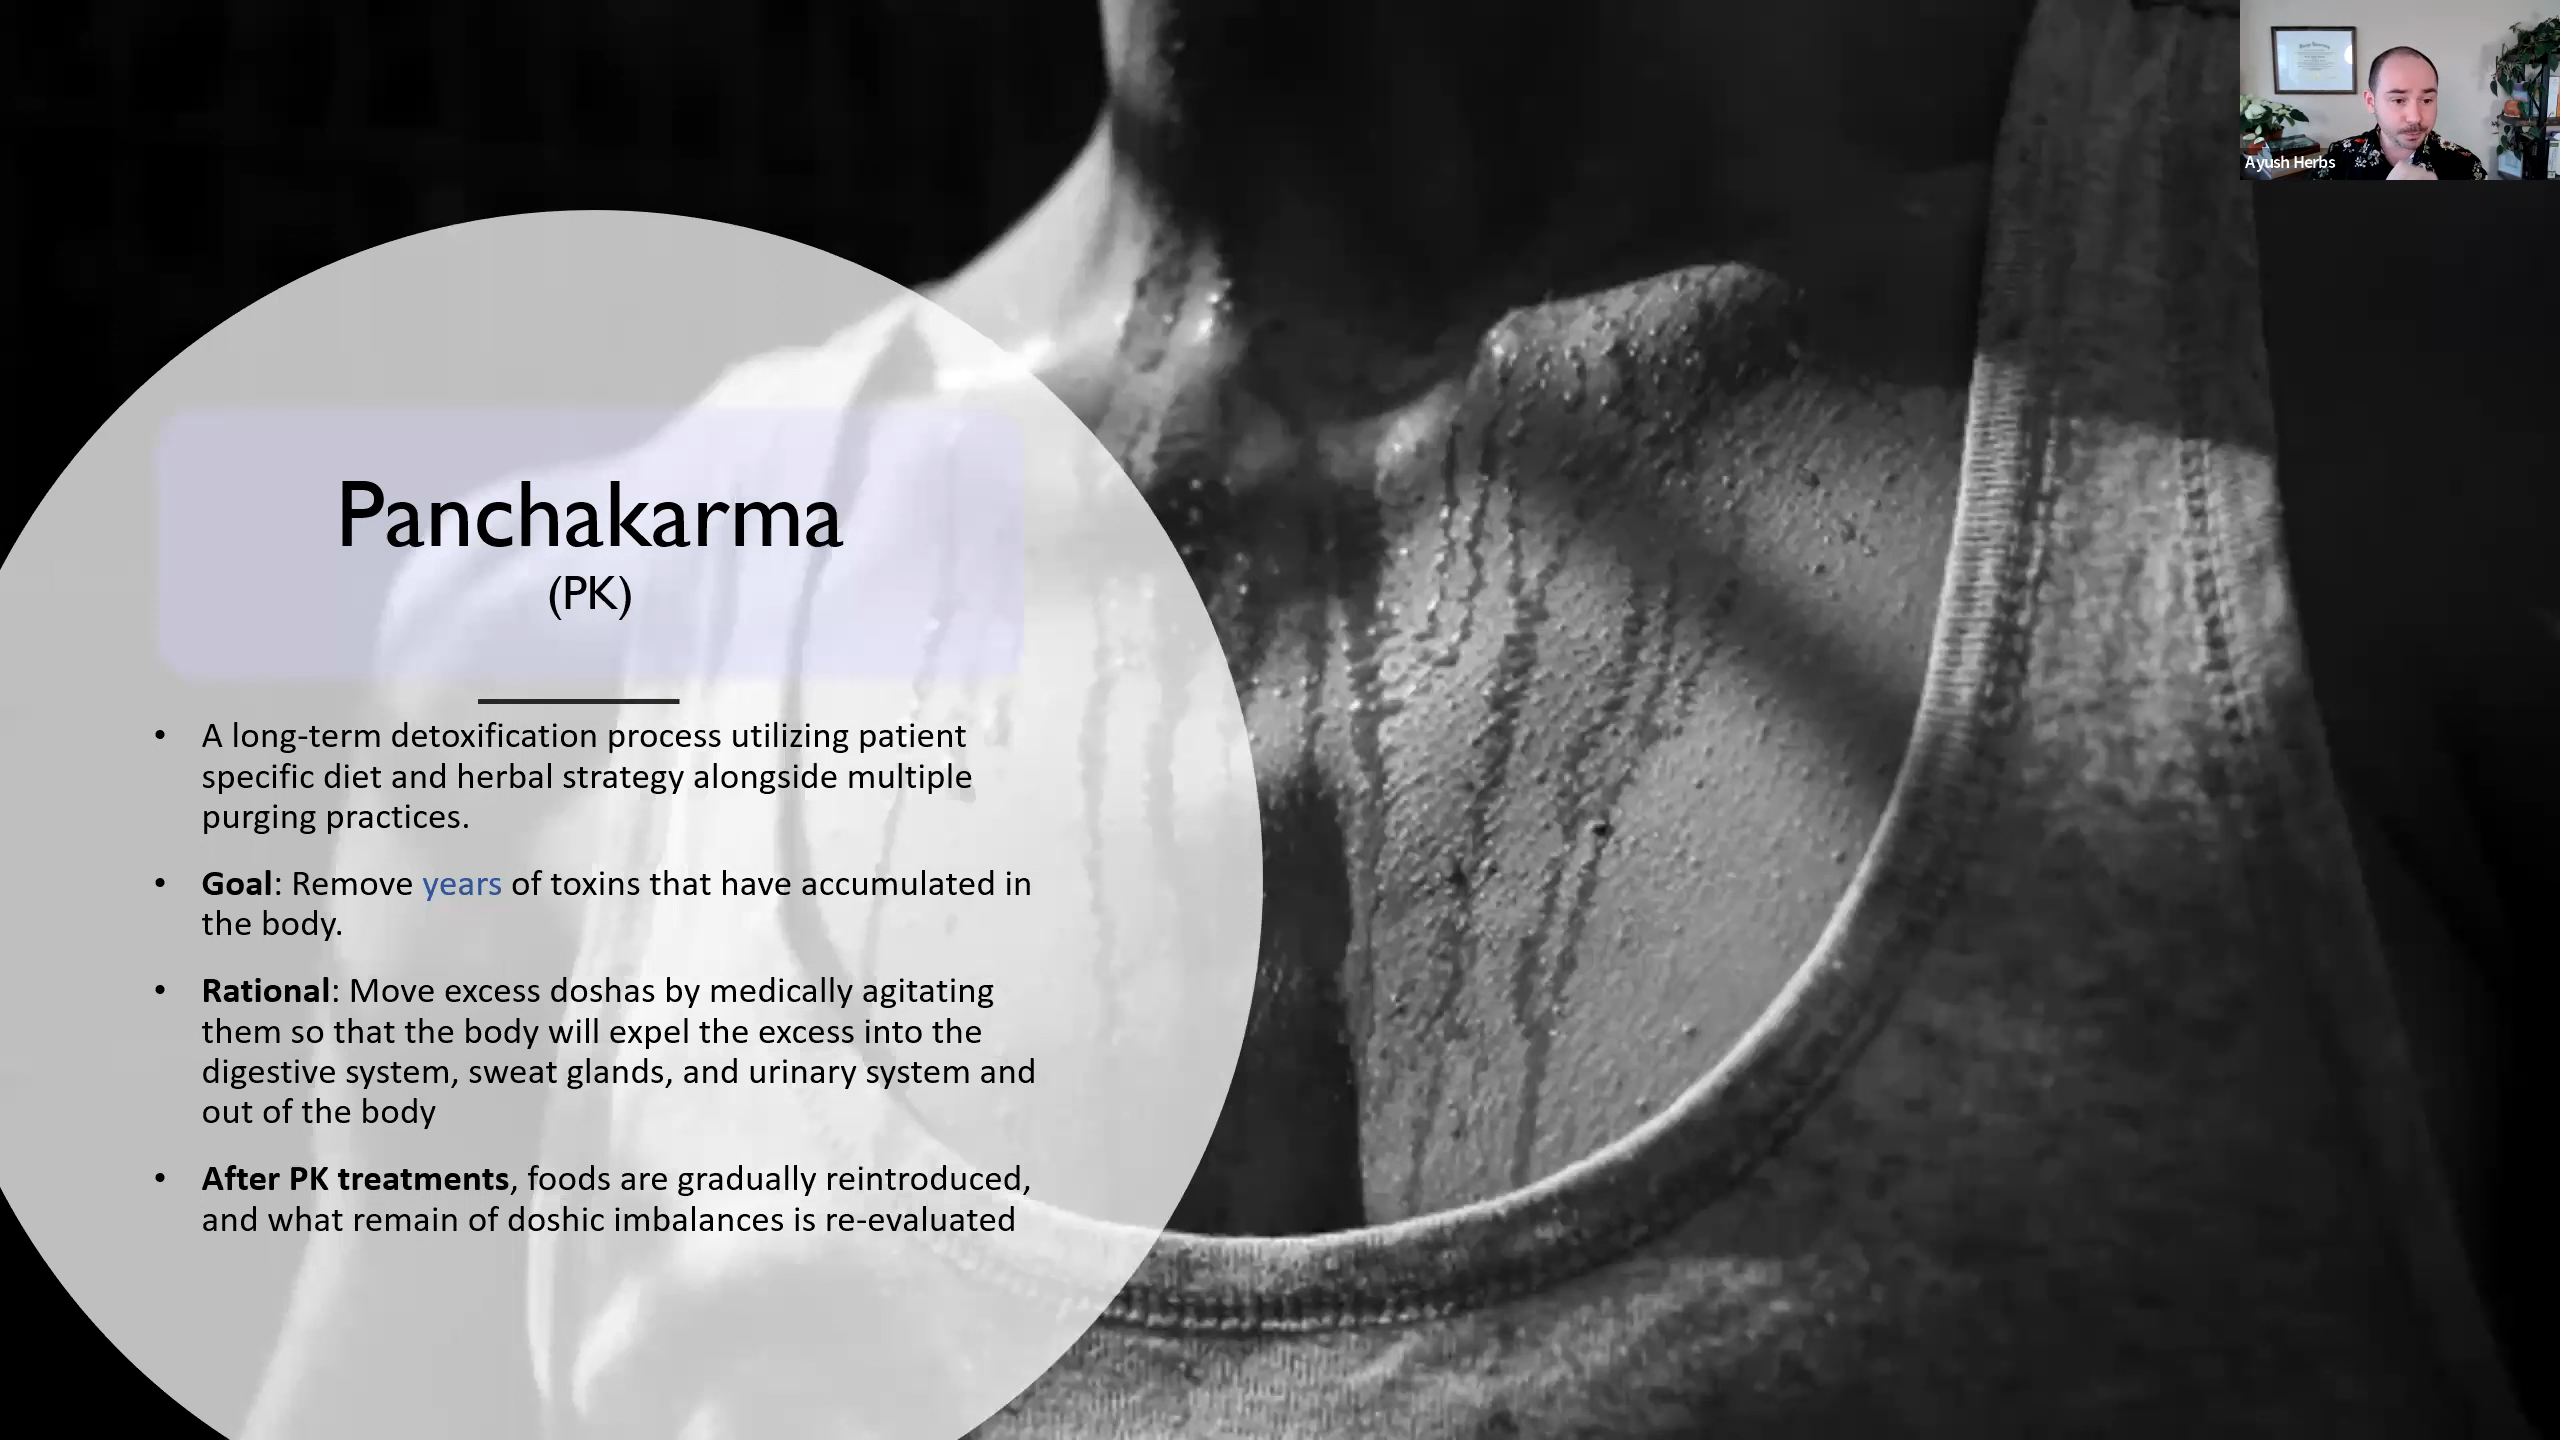 Ayush Herbs
Panchakarma
(PK)
• A long-term detoxification process utilizing patient
specific diet and herbal strategy alongside multiple
purging practices.
• Goal: Remove years of toxins that have accumulated in
the body.
• Rational: Move excess doshas by medically agitating
them so that the body will expel the excess into the
digestive system, sweat glands, and urinary system and
out of the body
• After PK treatments, foods are gradually reintroduced,
and what remain of doshic imbalances is re-evaluated